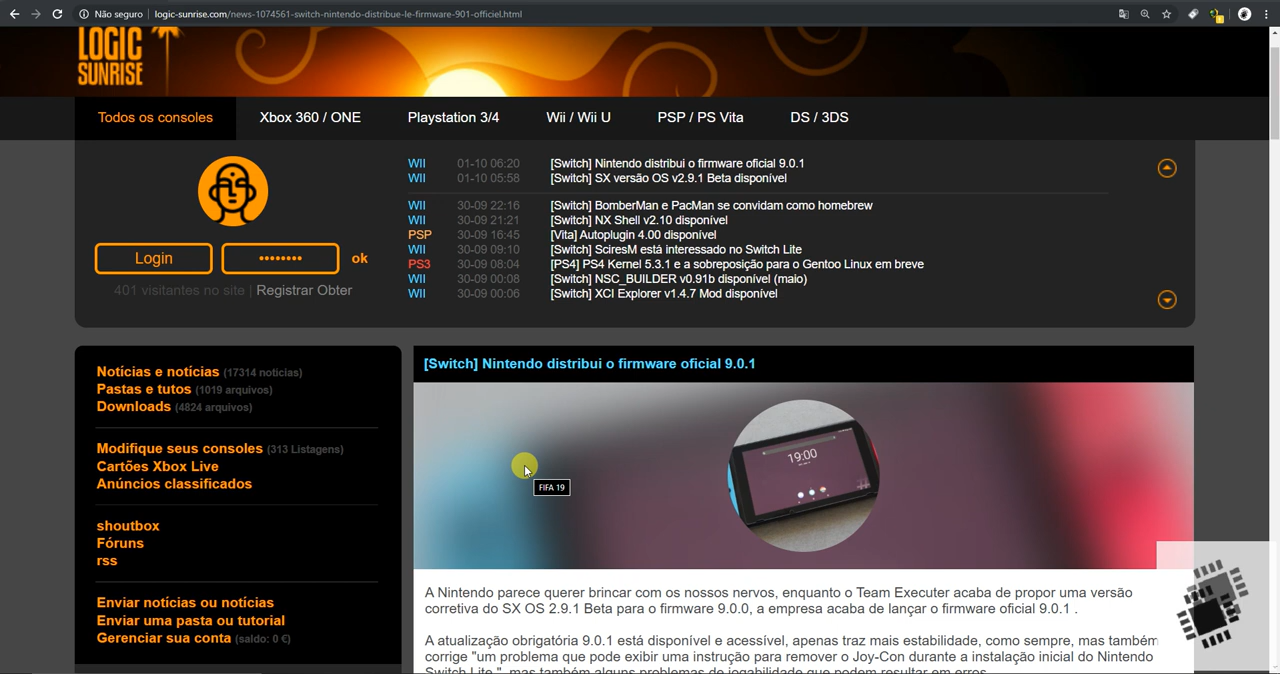 Não seguro
logic-sunrise.com/news-1074561-switch-nintendo-distribue-le-firmware-901-officiel.html
LOGIC
SUNRISE
Todos os consoles
Xbox 360 / ONE
Playstation 3/4
Wii / Wii U
PSP / PS Vita
DS / 3DS
WII 01-10 06:20 [Switch] Nintendo distribui o firmware oficial 9.0.1
WII 01-10 05:58 [Switch] SX versão OS v2.9.1 Beta disponível
WII 30-09 22:16 [Switch] BomberMan e PacMan se convidam como homebrew
WII 30-09 21:21 [Switch] NX Shell v2.10 disponível
PSP 30-09 16:45 [Vita] Autoplugin 4.00 disponível
WII 30-09 09:10 [Switch] SciresM está interessado no Switch Lite
PS3 30-09 08:04 [PS4] PS4 Kernel 5.3.1 e a sobreposição para o Gentoo Linux em breve
WII 30-09 00:08 [Switch] NSC_BUILDER v0.91b disponível (maio)
WII 30-09 00:06 [Switch] XCI Explorer v1.4.7 Mod disponível
Login
••••••••
ok
401 visitantes no site | Registrar Obter
Notícias e notícias (17314 notícias)
Pastas e tutos (1019 arquivos)
Downloads (4824 arquivos)
Modifique seus consoles (313 Listagens)
Cartões Xbox Live
Anúncios classificados
shoutbox
Fóruns
rss
Enviar notícias ou notícias
Enviar uma pasta ou tutorial
Gerenciar sua conta (saldo: 0 €)
[Switch] Nintendo distribui o firmware oficial 9.0.1
19:00
FIFA 19
A Nintendo parece querer brincar com os nossos nervos, enquanto o Team Executer acaba de propor uma versão
corretiva do SX OS 2.9.1 Beta para o firmware 9.0.0, a empresa acaba de lançar o firmware oficial 9.0.1 .
A atualização obrigatória 9.0.1 está disponível e acessível, apenas traz mais estabilidade, como sempre, mas também
corrige "um problema que pode exibir uma instrução para remover o Joy-Con durante a instalação inicial do Nintendo
Switch Lite ", mas também alguns problemas de jogabilidade que podem resultar em erros